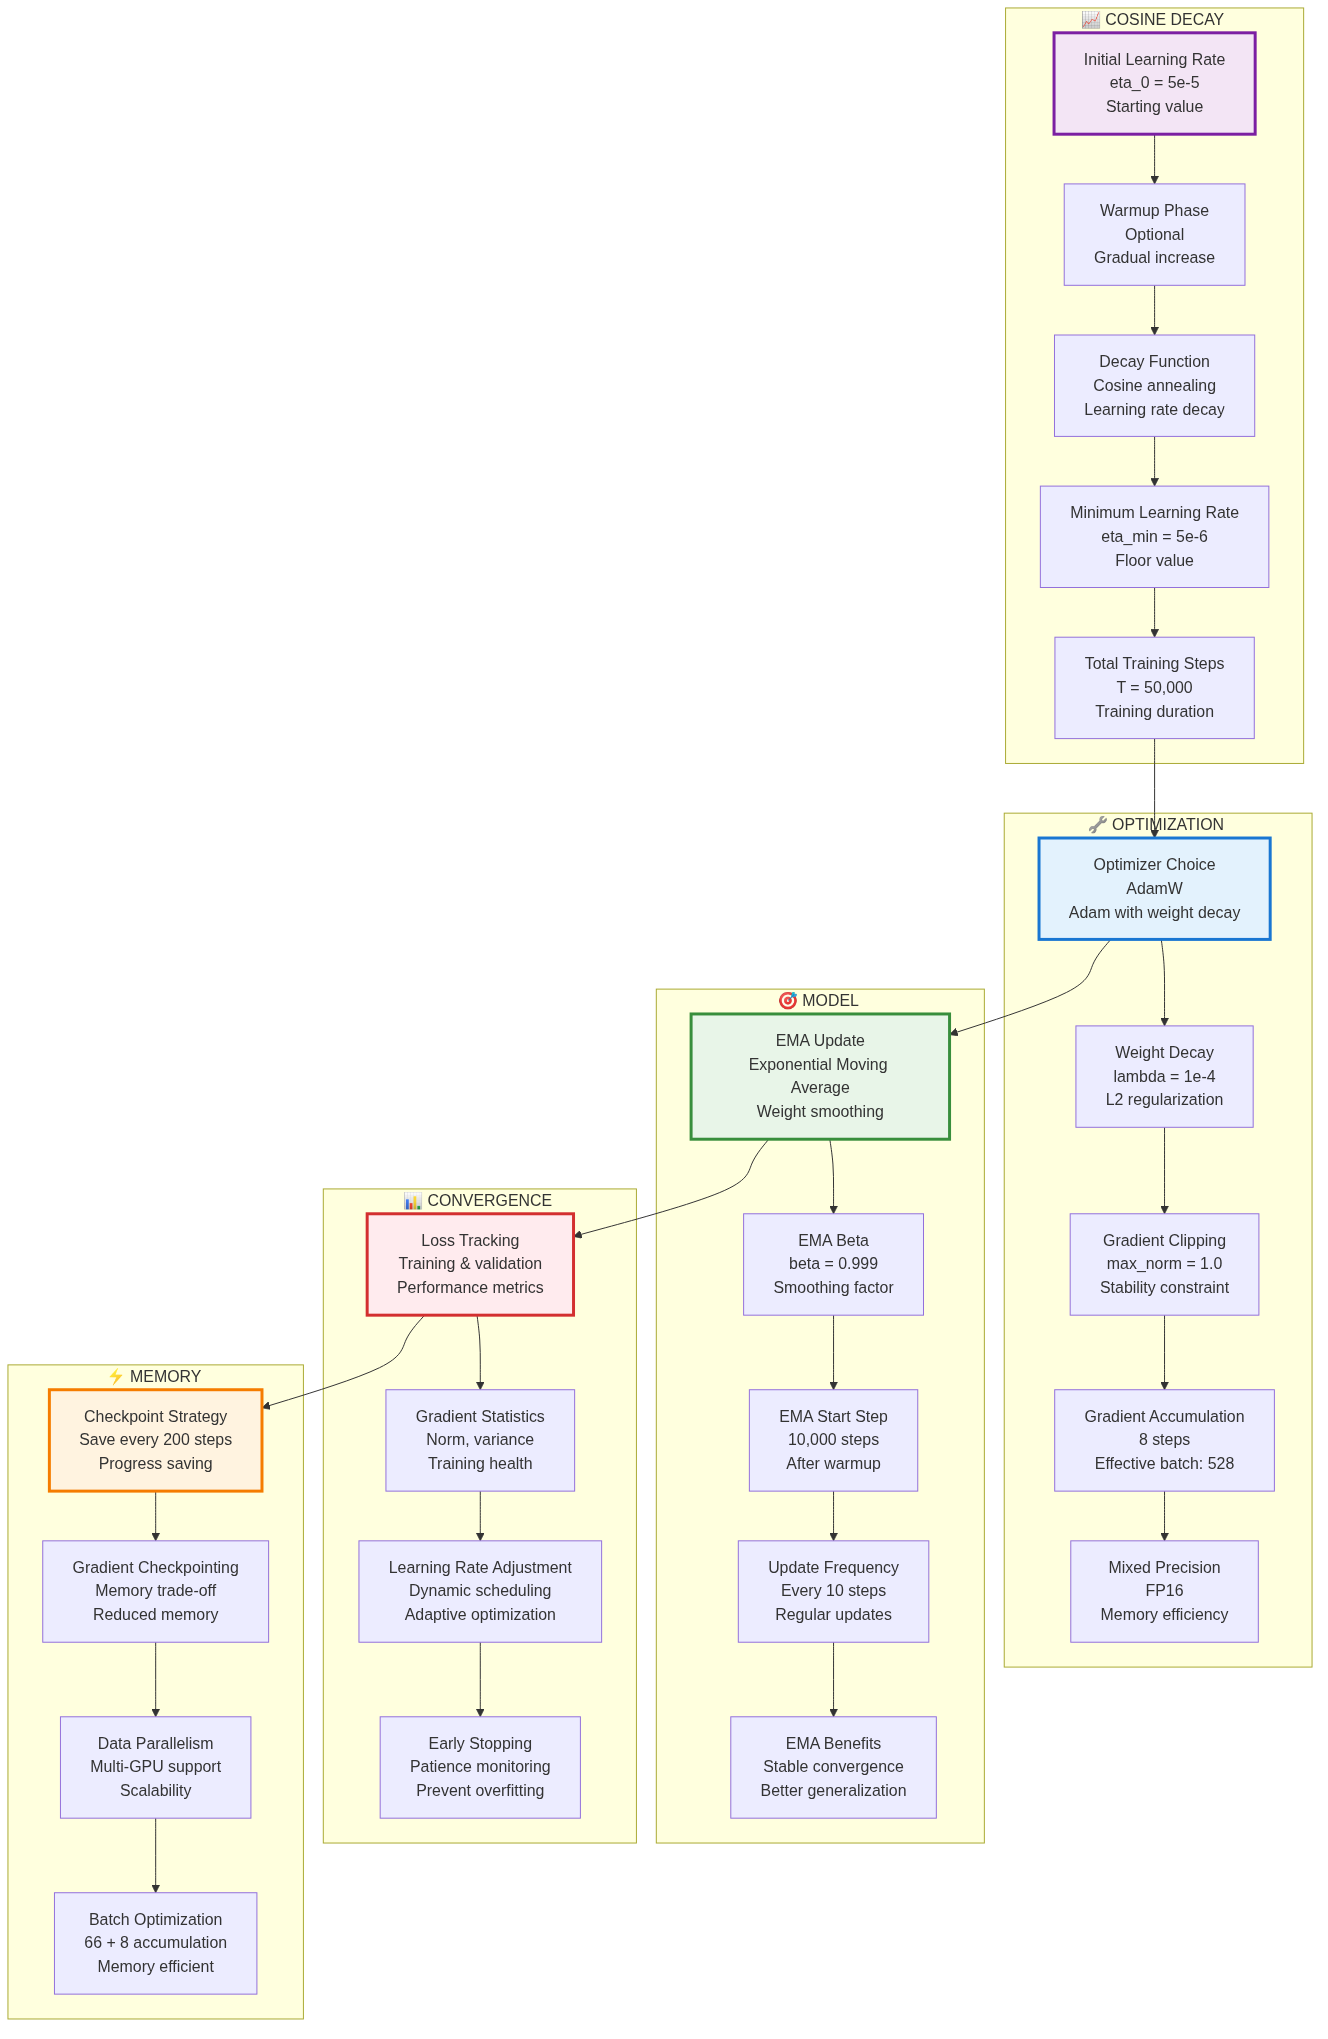 📈 COSINE DECAY
Initial Learning Rate
eta_0 = 5e-5
Starting value
Warmup Phase
Optional
Gradual increase
Decay Function
Cosine annealing
Learning rate decay
Minimum Learning Rate
eta_min = 5e-6
Floor value
Total Training Steps
T = 50,000
Training duration
🔧 OPTIMIZATION
Optimizer Choice
AdamW
Adam with weight decay
Weight Decay
lambda = 1e-4
L2 regularization
Gradient Clipping
max_norm = 1.0
Stability constraint
Gradient Accumulation
8 steps
Effective batch: 528
Mixed Precision
FP16
Memory efficiency
🎯 MODEL
EMA Update
Exponential Moving
Average
Weight smoothing
EMA Beta
beta = 0.999
Smoothing factor
EMA Start Step
10,000 steps
After warmup
Update Frequency
Every 10 steps
Regular updates
EMA Benefits
Stable convergence
Better generalization
📊 CONVERGENCE
Loss Tracking
Training & validation
Performance metrics
Gradient Statistics
Norm, variance
Training health
Learning Rate Adjustment
Dynamic scheduling
Adaptive optimization
Early Stopping
Patience monitoring
Prevent overfitting
⚡ MEMORY
Checkpoint Strategy
Save every 200 steps
Progress saving
Gradient Checkpointing
Memory trade-off
Reduced memory
Data Parallelism
Multi-GPU support
Scalability
Batch Optimization
66 + 8 accumulation
Memory efficient